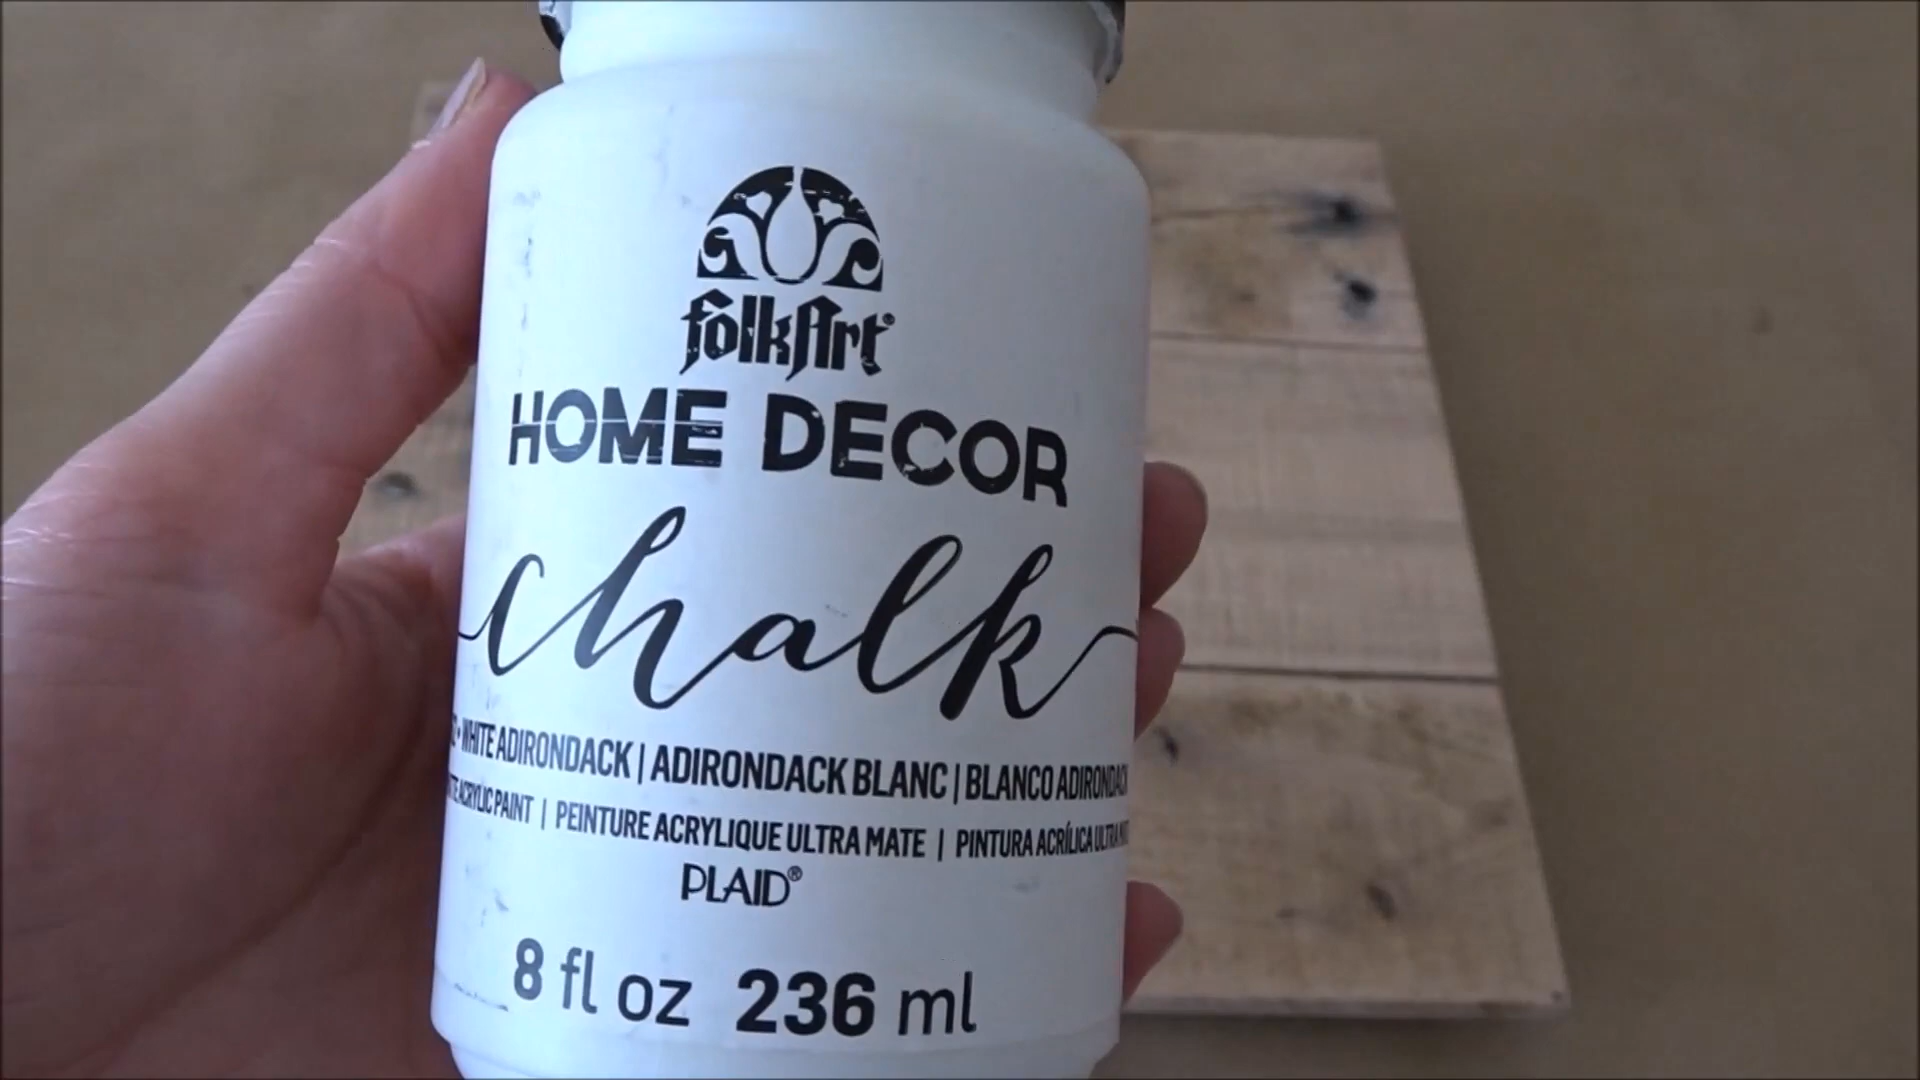 folkArt®
HOME DECOR
chalk
WHITE ADIRONDACK | ADIRONDACK BLANC | BLANCO ADIRONDACK
ACRYLIC PAINT | PEINTURE ACRYLIQUE ULTRA MATE | PINTURA ACRÍLICA ULTRA
PLAID®
8 fl oz 236 ml